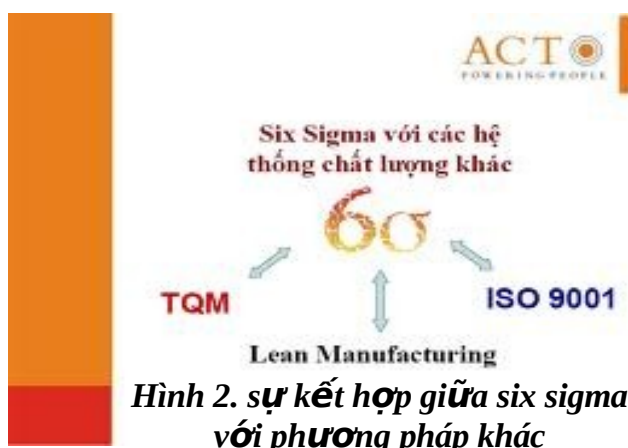 ACT
POWERING PEOPLE
Six Sigma với các hệ
thống chất lượng khác
6σ
TQM
ISO 9001
Lean Manufacturing
Hình 2. sự kết hợp giữa six sigma
với phương pháp khác